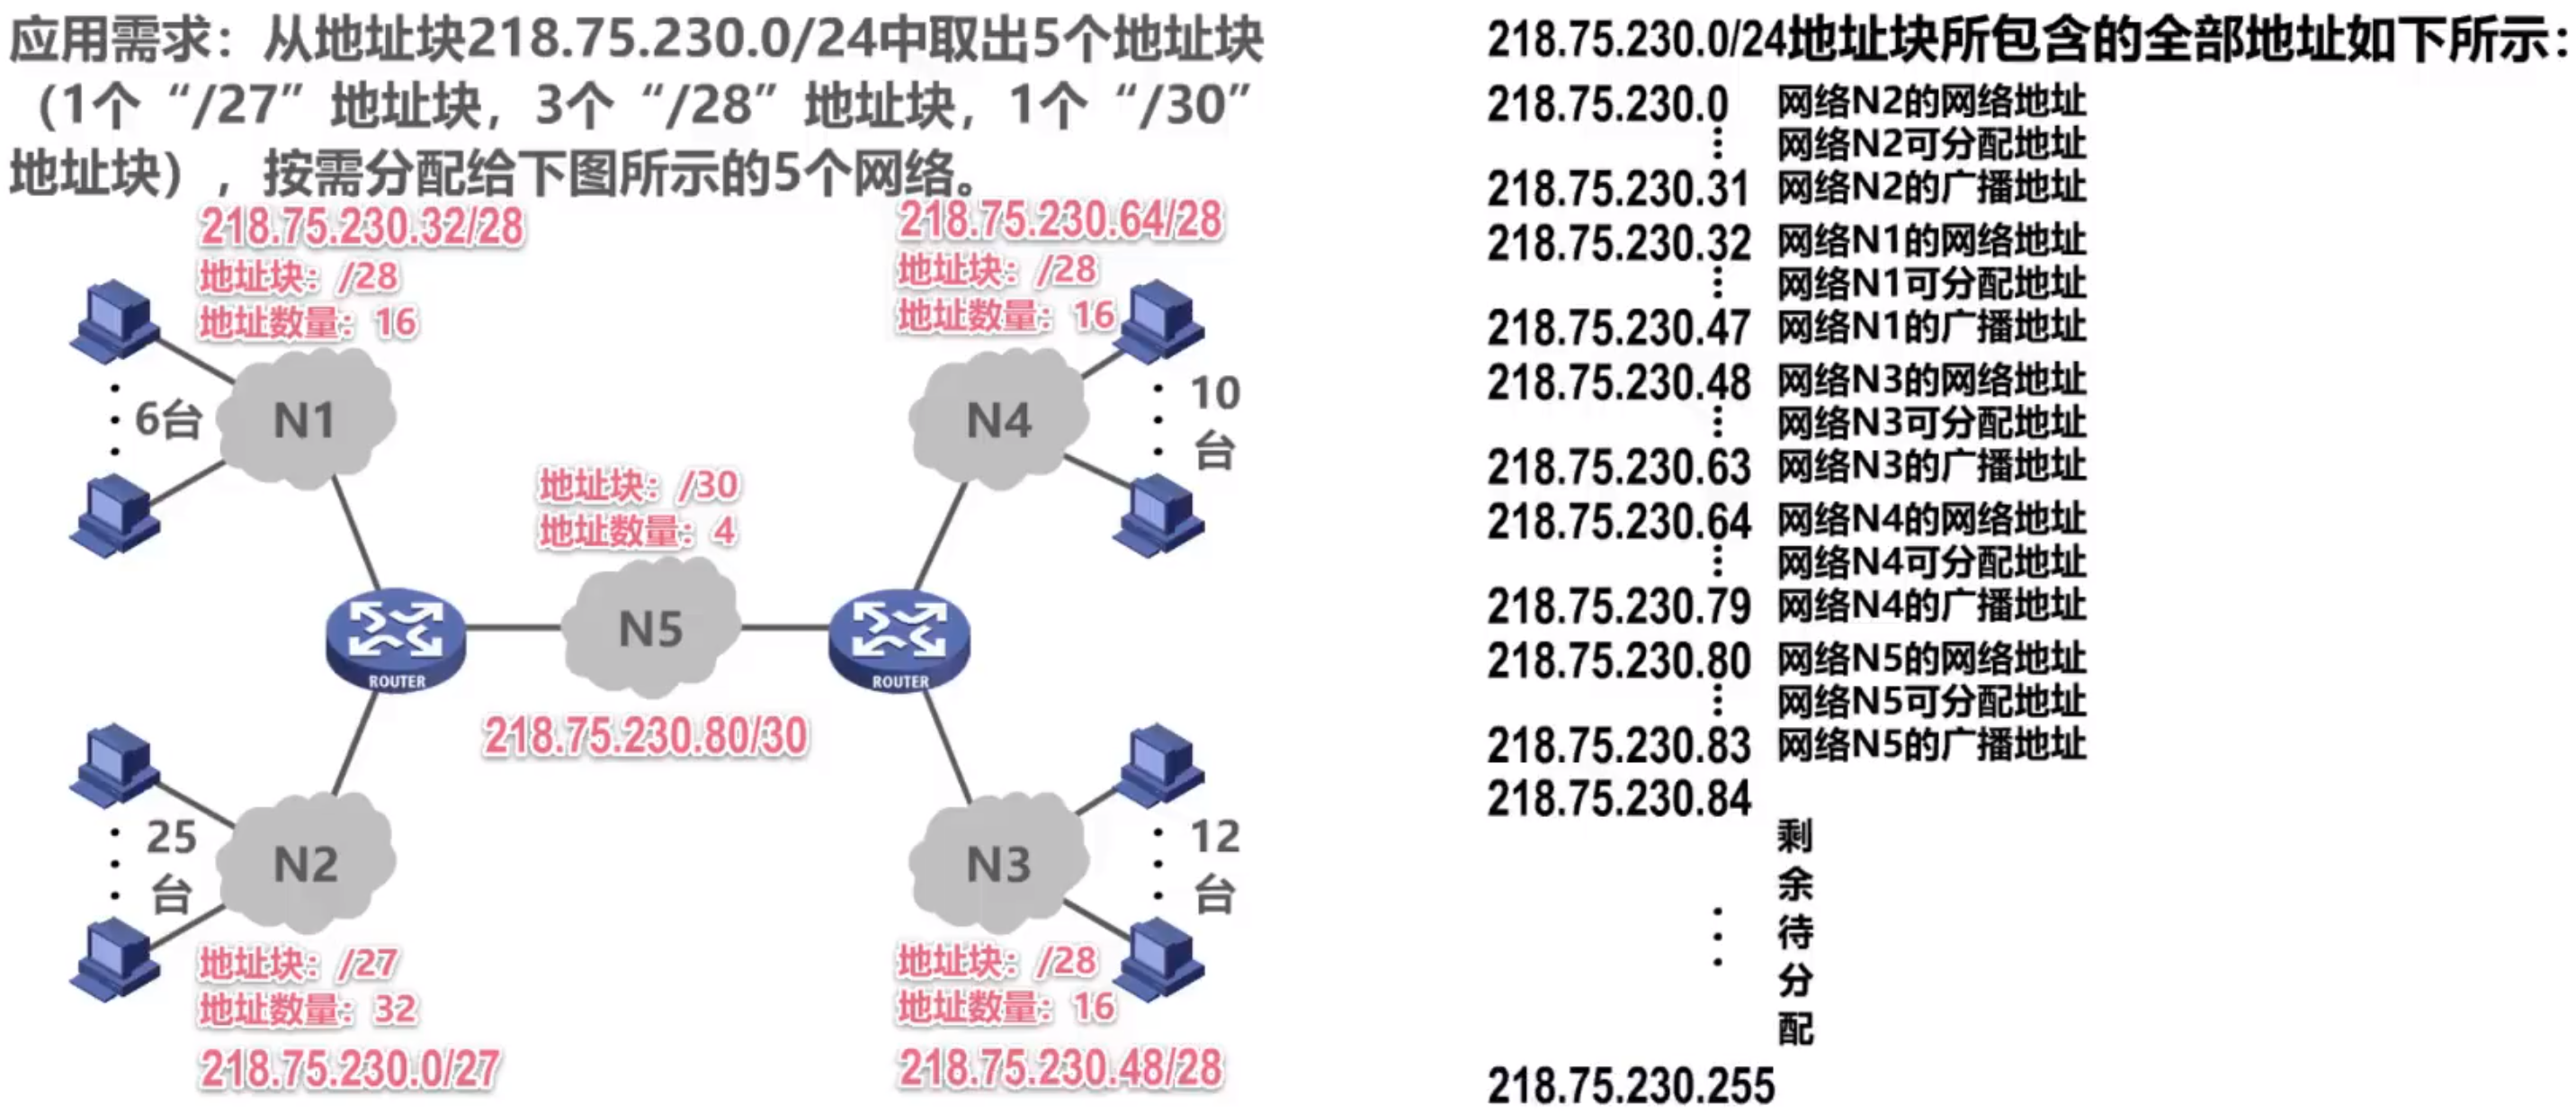 应用需求：从地址块218.75.230.0/24中取出5个地址块
（1个“/27”地址块，3个“/28”地址块，1个“/30”
地址块），按需分配给下图所示的5个网络。
218.75.230.32/28
地址块：/28
地址数量：16
6台
N1
218.75.230.64/28
地址块：/28
地址数量：16
N4
10
台
地址块：/30
地址数量：4
N5
ROUTER
ROUTER
218.75.230.80/30
25
台
N2
地址块：/27
地址数量：32
218.75.230.0/27
N3
12
台
地址块：/28
地址数量：16
218.75.230.48/28
218.75.230.0/24地址块所包含的全部地址如下所示：
218.75.230.0 网络N2的网络地址
⋮ 网络N2可分配地址
218.75.230.31 网络N2的广播地址
218.75.230.32 网络N1的网络地址
⋮ 网络N1可分配地址
218.75.230.47 网络N1的广播地址
218.75.230.48 网络N3的网络地址
⋮ 网络N3可分配地址
218.75.230.63 网络N3的广播地址
218.75.230.64 网络N4的网络地址
⋮ 网络N4可分配地址
218.75.230.79 网络N4的广播地址
218.75.230.80 网络N5的网络地址
⋮ 网络N5可分配地址
218.75.230.83 网络N5的广播地址
218.75.230.84
⋮ 剩余待分配
218.75.230.255